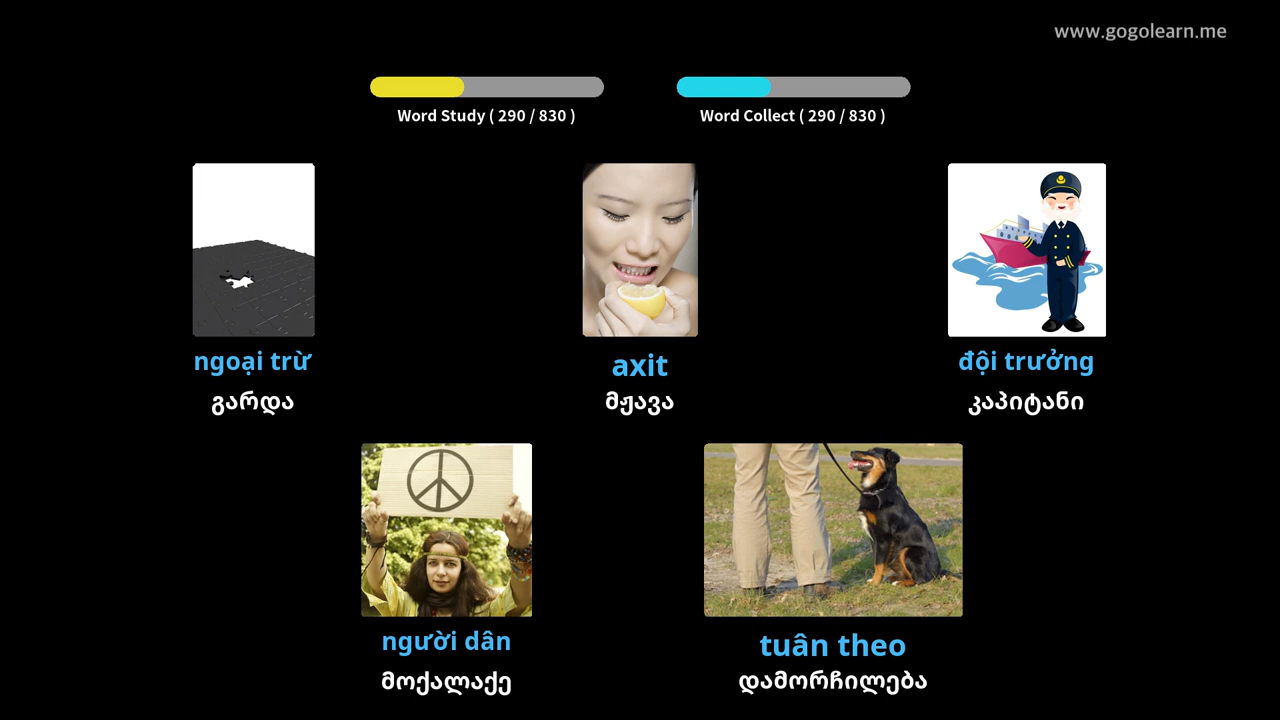 www.gogolearn.me
Word Study ( 290 / 830 )
Word Collect ( 290 / 830 )
ngoại trừ
გარდა
axit
მჟავა
đội trưởng
კაპიტანი
người dân
მოქალაქე
tuân theo
დამორჩილება